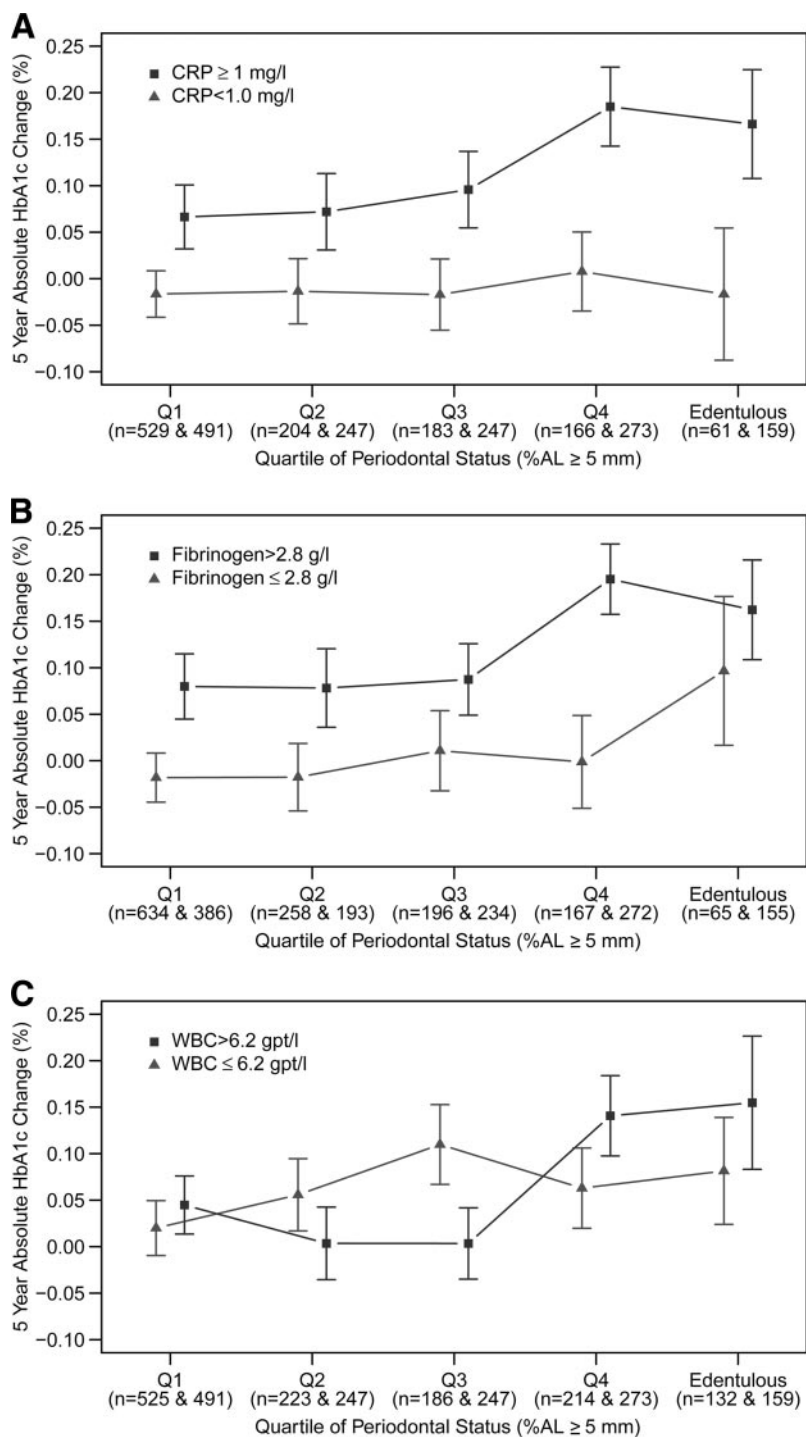 A
5 Year Absolute HbA1c Change (%)
0.25
0.20
0.15
0.10
0.05
0.00
−0.05
−0.10
CRP ≥ 1 mg/l
CRP<1.0 mg/l
Q1 Q2 Q3 Q4 Edentulous
(n=529 & 491) (n=204 & 247) (n=183 & 247) (n=166 & 273) (n=61 & 159)
Quartile of Periodontal Status (%AL ≥ 5 mm)
B
5 Year Absolute HbA1c Change (%)
0.25
0.20
0.15
0.10
0.05
0.00
−0.05
−0.10
Fibrinogen>2.8 g/l
Fibrinogen ≤ 2.8 g/l
Q1 Q2 Q3 Q4 Edentulous
(n=634 & 386) (n=258 & 193) (n=196 & 234) (n=167 & 272) (n=65 & 155)
Quartile of Periodontal Status (%AL ≥ 5 mm)
C
5 Year Absolute HbA1c Change (%)
0.25
0.20
0.15
0.10
0.05
0.00
−0.05
−0.10
WBC>6.2 gpt/l
WBC ≤ 6.2 gpt/l
Q1 Q2 Q3 Q4 Edentulous
(n=525 & 491) (n=223 & 247) (n=186 & 247) (n=214 & 273) (n=132 & 159)
Quartile of Periodontal Status (%AL ≥ 5 mm)